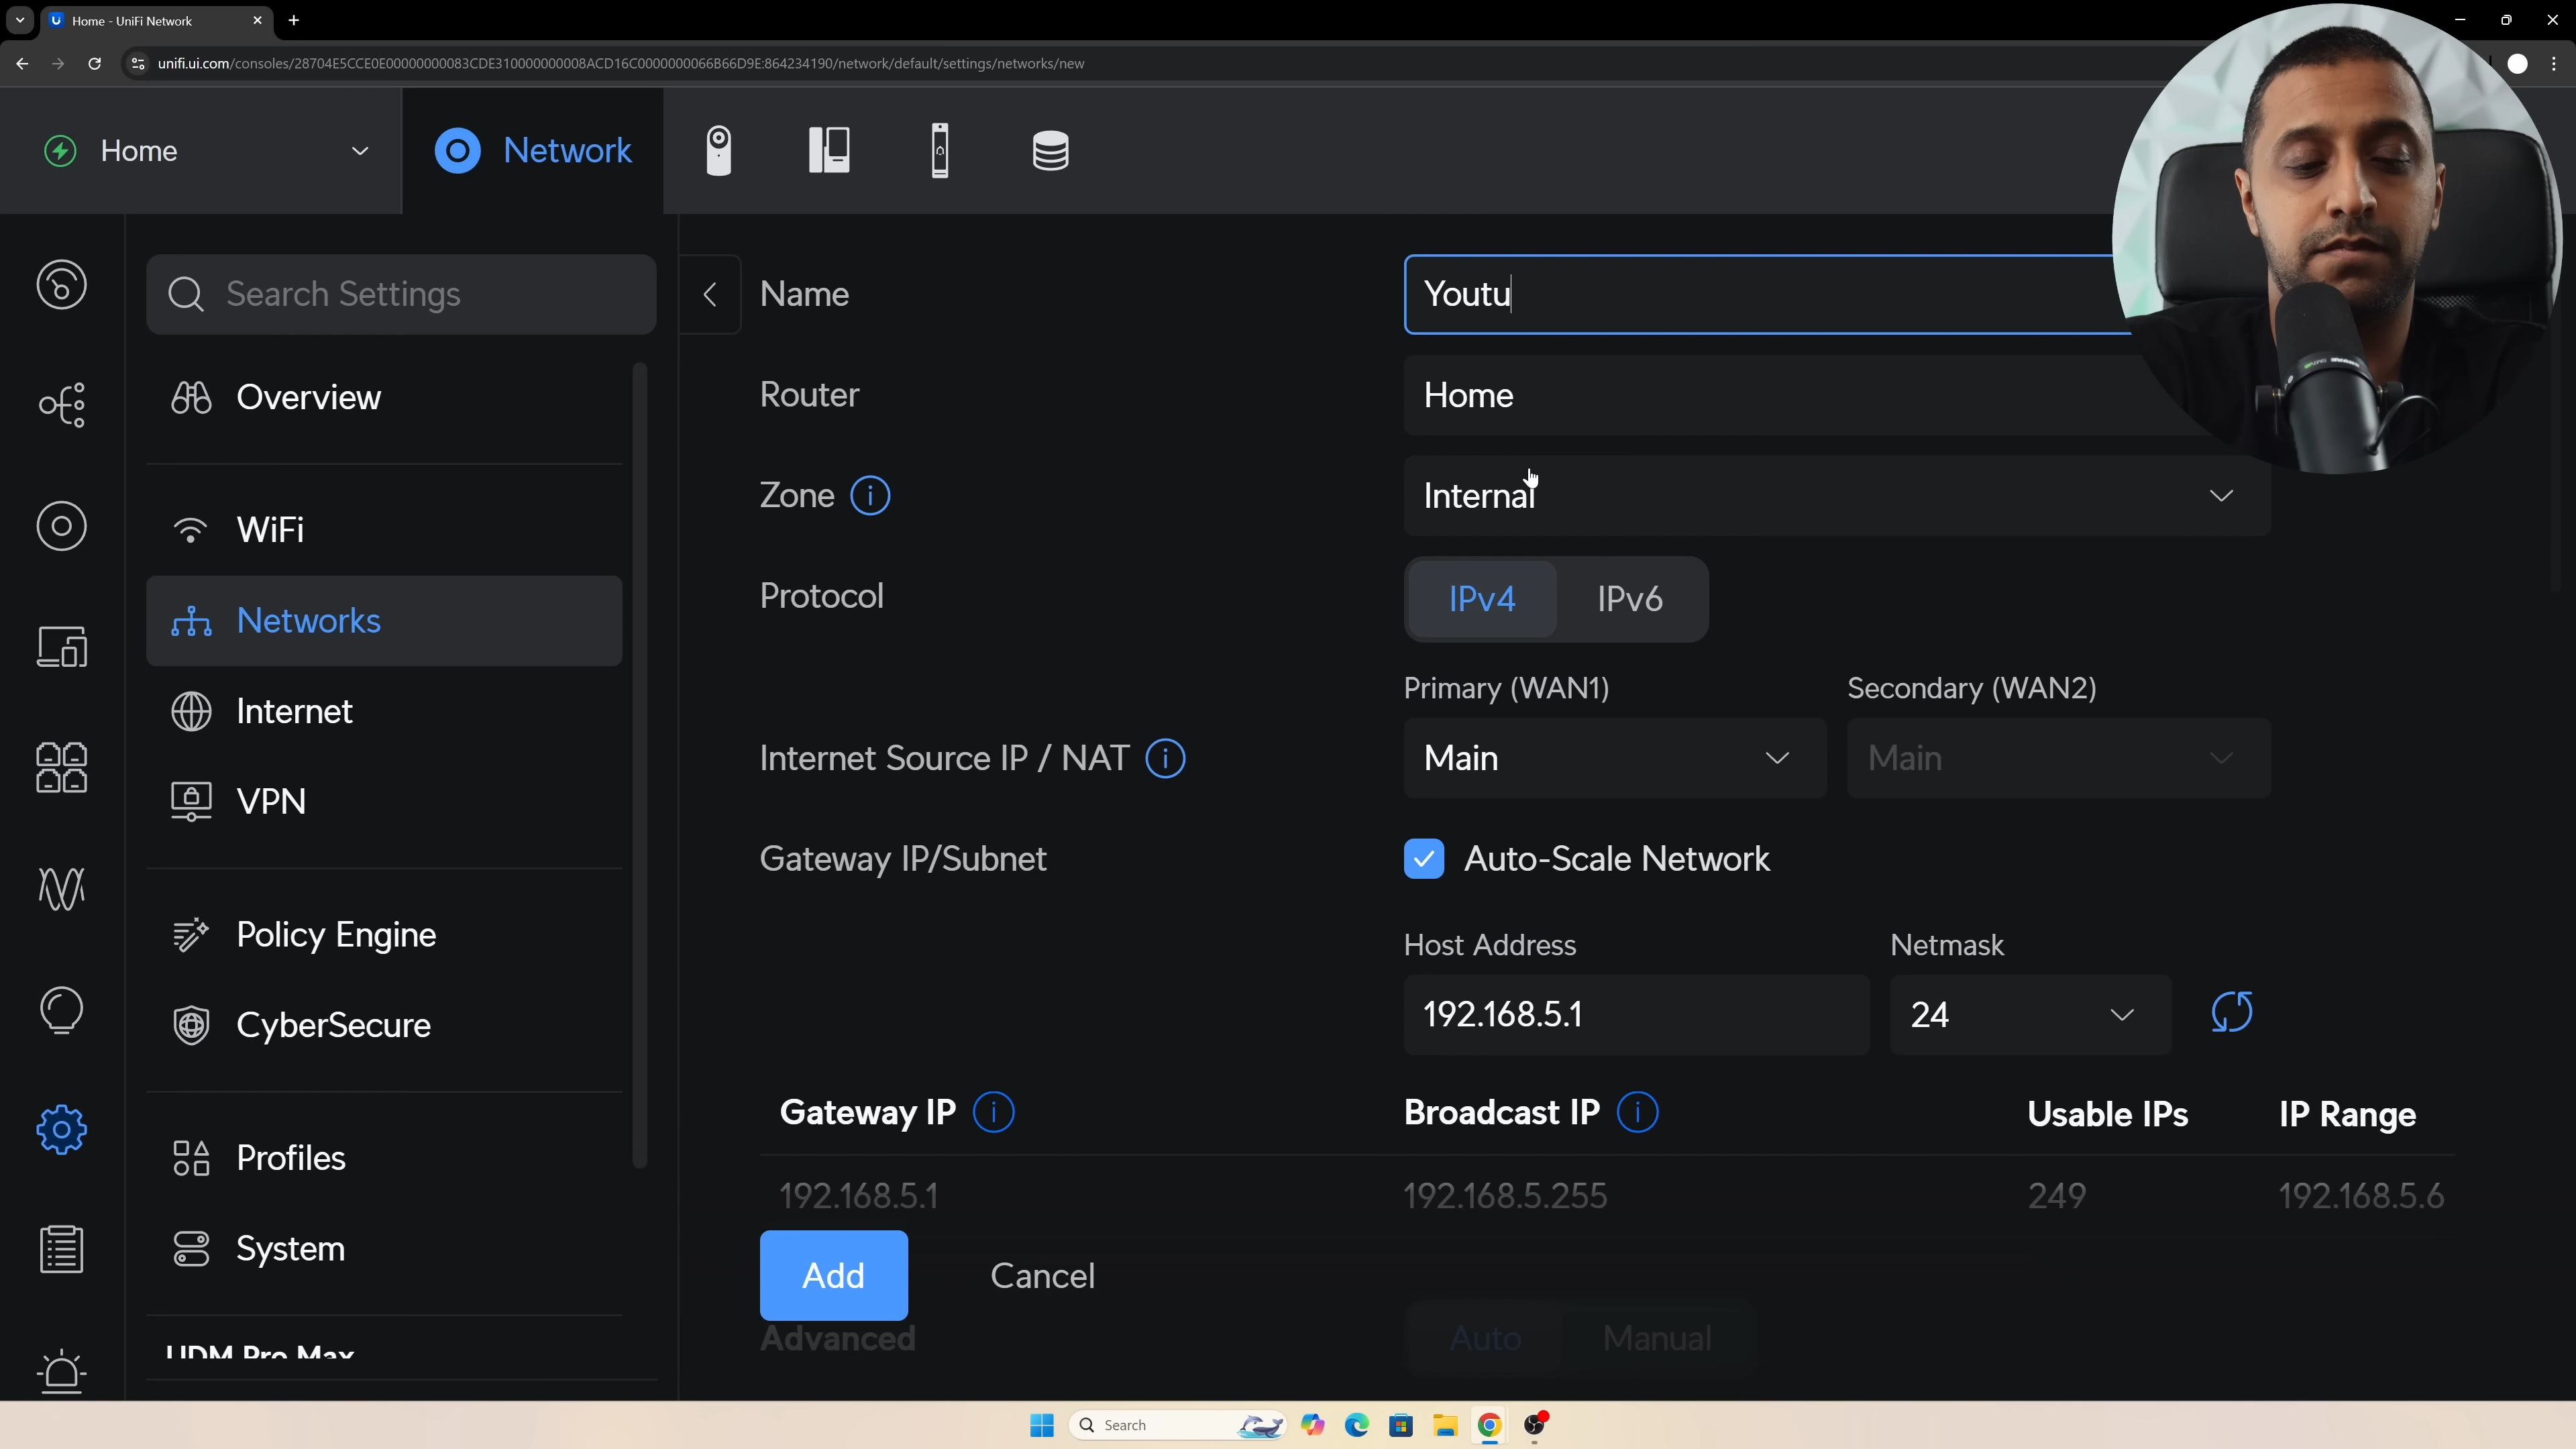 Home - UniFi Network
unifi.ui.com/consoles/28704E5CCE0E00000000083CDE310000000008ACD16C0000000066B66D9E:864234190/network/default/settings/networks/new
Home
Network
Search Settings
Overview
WiFi
Networks
Internet
VPN
Policy Engine
CyberSecure
Profiles
System
UDM Pro Max
Name
Youtu
Router
Home
Zone
Internal
Protocol
IPv4 IPv6
Primary (WAN1) Secondary (WAN2)
Internet Source IP / NAT
Main Main
Gateway IP/Subnet
Auto-Scale Network
Host Address Netmask
192.168.5.1 24
Gateway IP Broadcast IP Usable IPs IP Range
192.168.5.1 192.168.5.255 249 192.168.5.6
Add Cancel
Advanced Auto Manual
Search